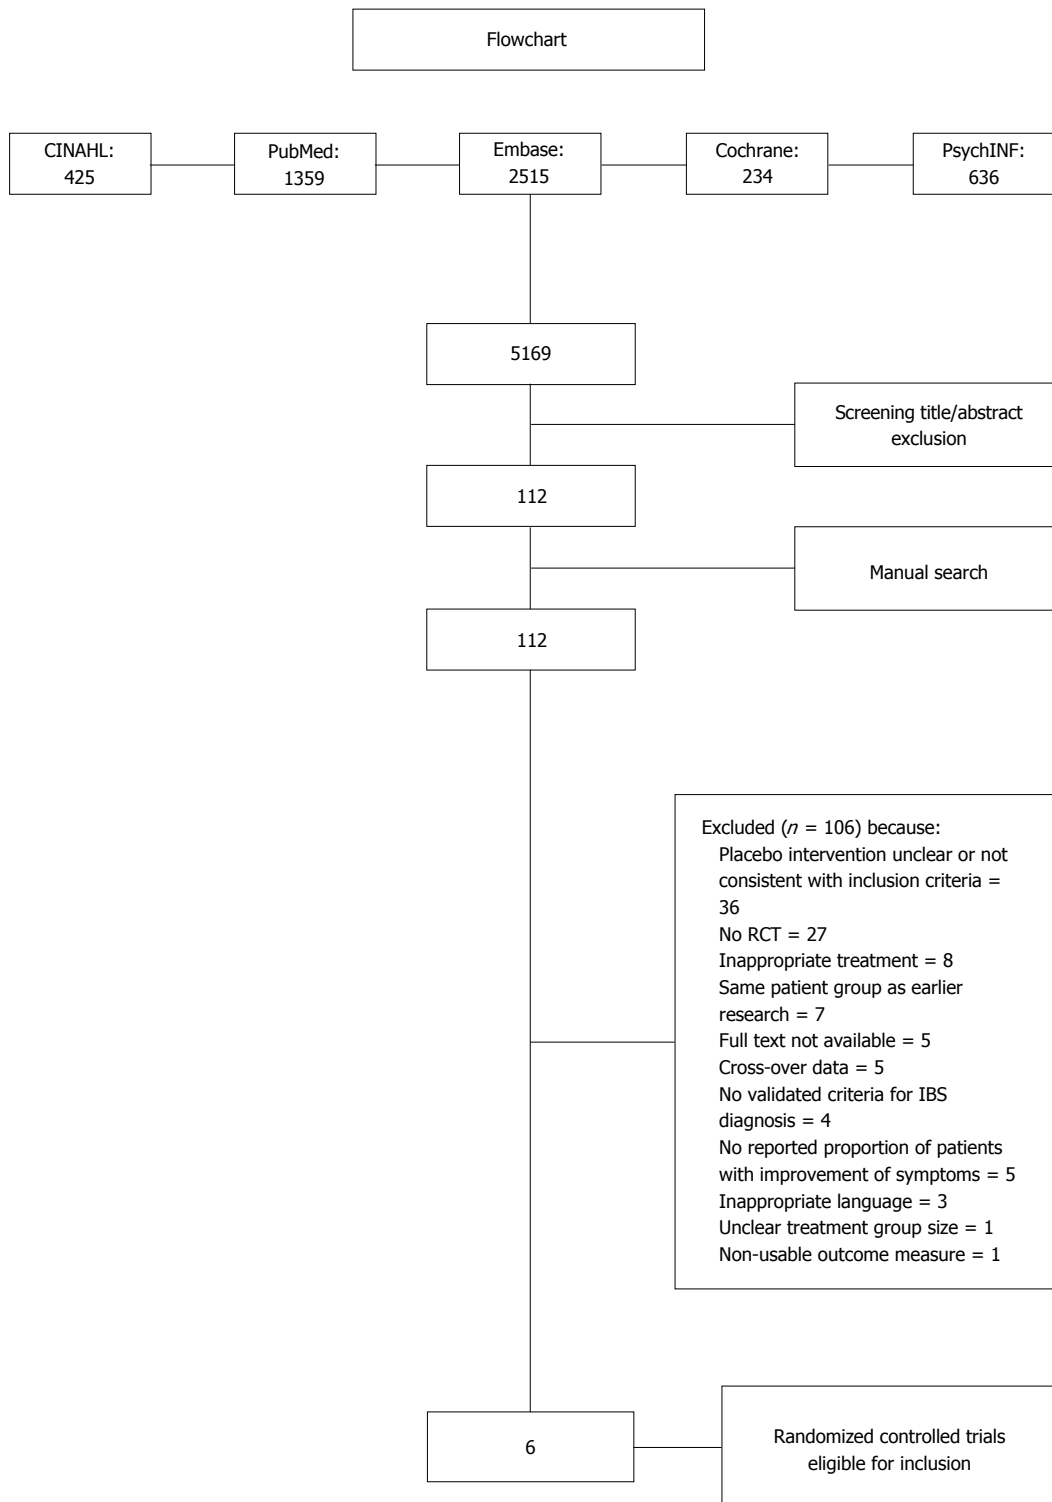 Flowchart
CINAHL:
425
PubMed:
1359
Embase:
2515
Cochrane:
234
PsychINF:
636
5169
Screening title/abstract
exclusion
112
Manual search
112
Excluded (n = 106) because:
Placebo intervention unclear or not
consistent with inclusion criteria =
36
No RCT = 27
Inappropriate treatment = 8
Same patient group as earlier
research = 7
Full text not available = 5
Cross-over data = 5
No validated criteria for IBS
diagnosis = 4
No reported proportion of patients
with improvement of symptoms = 5
Inappropriate language = 3
Unclear treatment group size = 1
Non-usable outcome measure = 1
6
Randomized controlled trials
eligible for inclusion